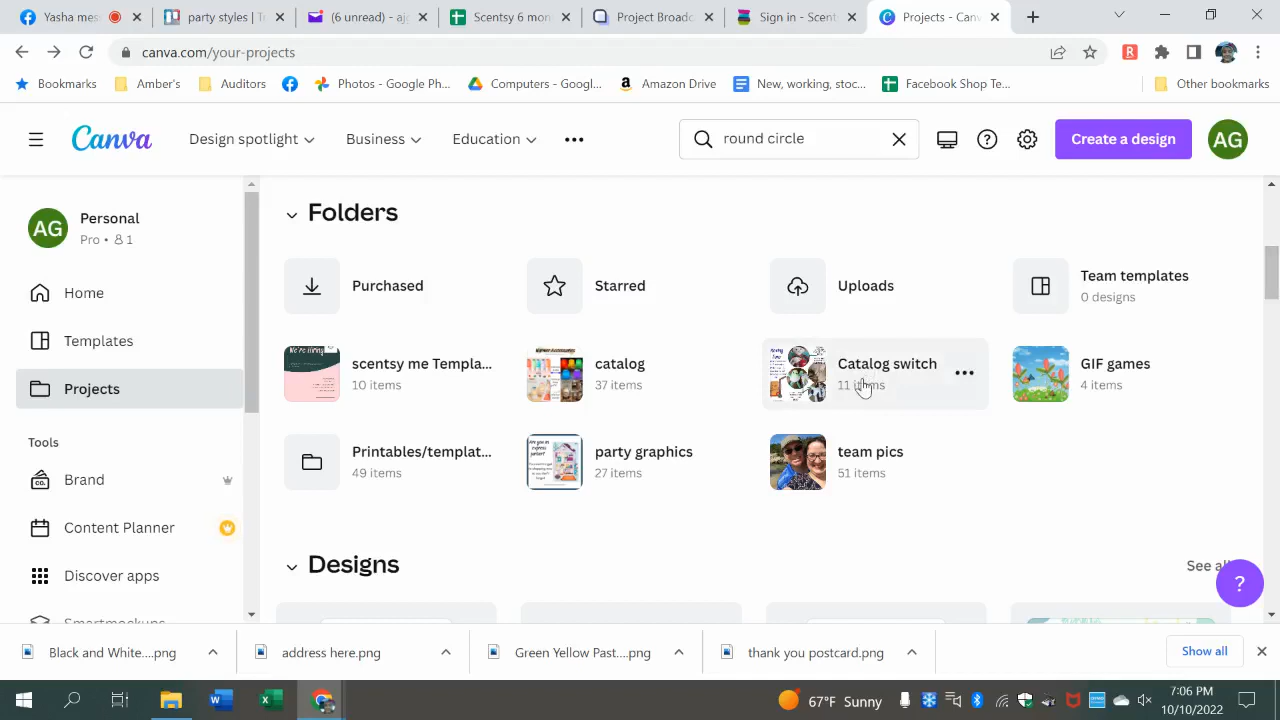 Yasha mess
party styles | T
(6 unread) - aj
Scentsy 6 mon
Project Broadc
Sign in - Scent
Projects - Canv
canva.com/your-projects
Bookmarks
Amber's
Auditors
Photos - Google Ph...
Computers - Googl...
Amazon Drive
New, working, stoc...
Facebook Shop Te...
Other bookmarks
Canva
Design spotlight
Business
Education
round circle
Create a design
AG
AG
Personal
Pro • 1
Home
Templates
Projects
Tools
Brand
Content Planner
Discover apps
Smartmockups
Folders
Purchased
Starred
Uploads
Team templates
0 designs
scentsy me Templa...
10 items
catalog
37 items
Catalog switch
11 items
GIF games
4 items
Printables/templat...
49 items
party graphics
27 items
team pics
51 items
Designs
See all
?
Black and White....png
address here.png
Green Yellow Past....png
thank you postcard.png
Show all
67°F Sunny
7:06 PM
10/10/2022